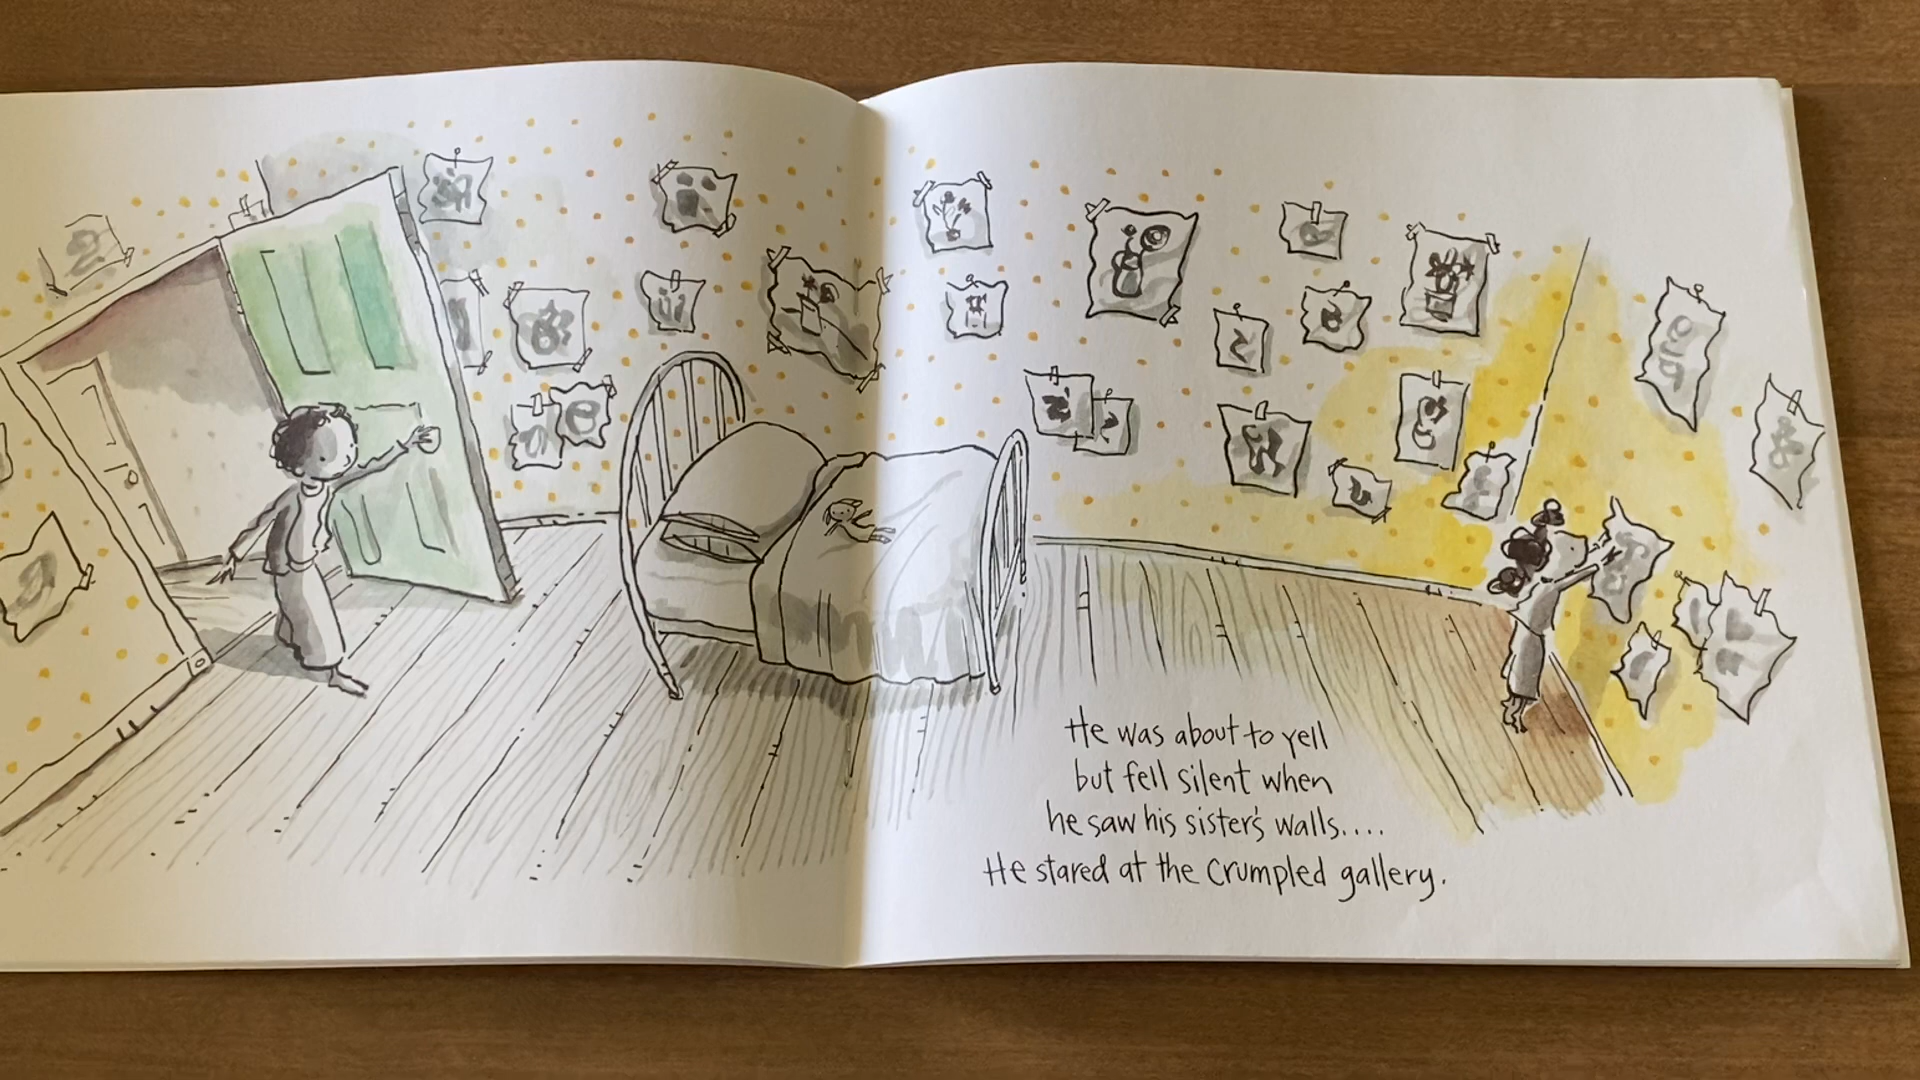 He was about to yell
but fell silent when
he saw his sister's walls....
He stared at the crumpled gallery.